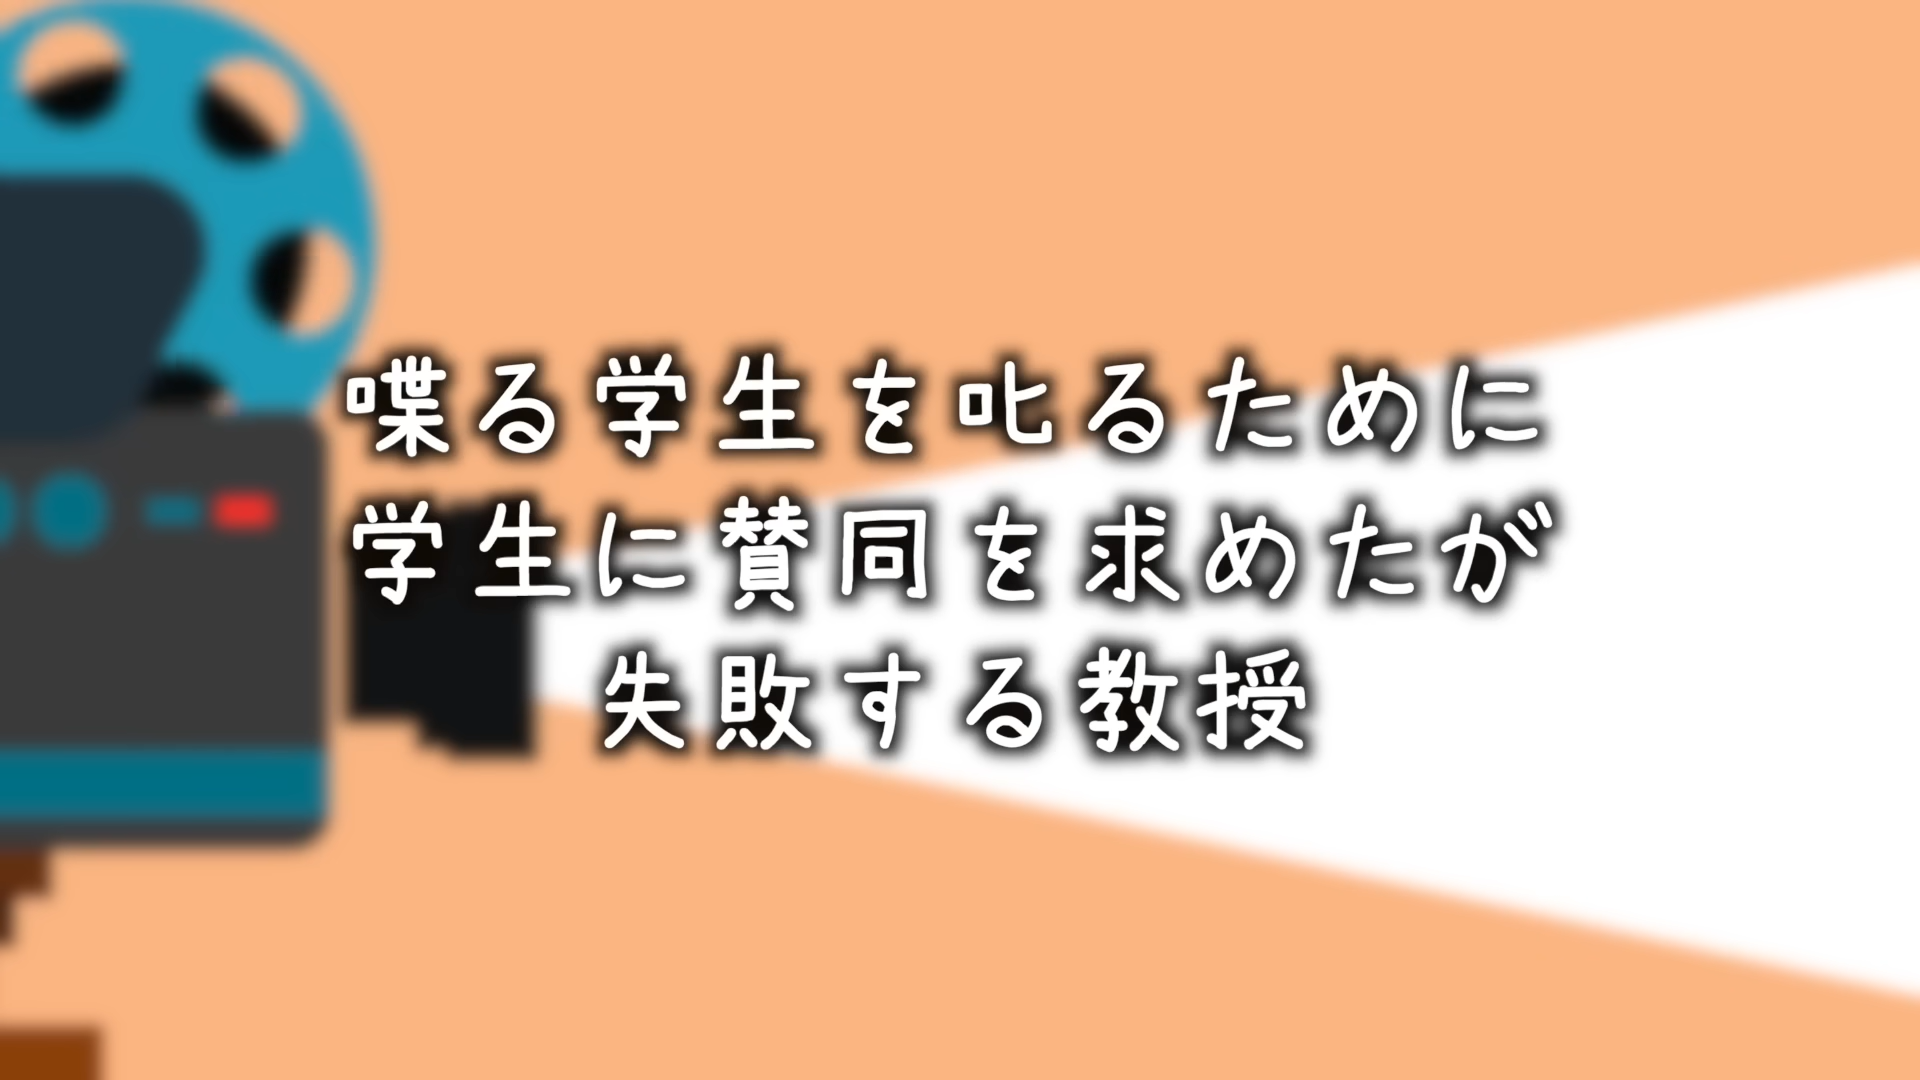 喋る学生を叱るために
学生に賛同を求めたが
失敗する教授